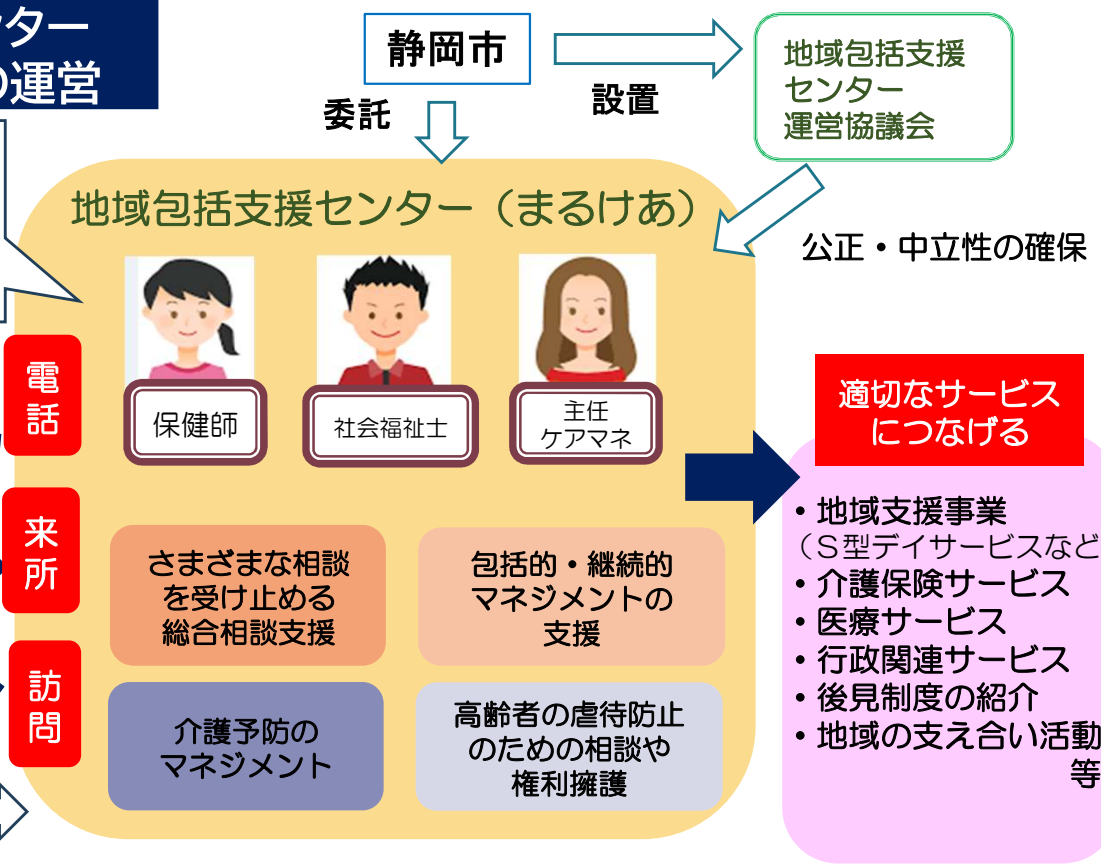 ンター
の運営
静岡市
委託
設置
地域包括支援
センター
運営協議会
地域包括支援センター（まるけあ）
公正・中立性の確保
電話
来所
訪問
保健師
社会福祉士
主任
ケアマネ
さまざまな相談
を受け止める
総合相談支援
包括的・継続的
マネジメントの
支援
介護予防の
マネジメント
高齢者の虐待防止
のための相談や
権利擁護
適切なサービス
につなげる
・地域支援事業
（Ｓ型デイサービスなど
・介護保険サービス
・医療サービス
・行政関連サービス
・後見制度の紹介
・地域の支え合い活動
等